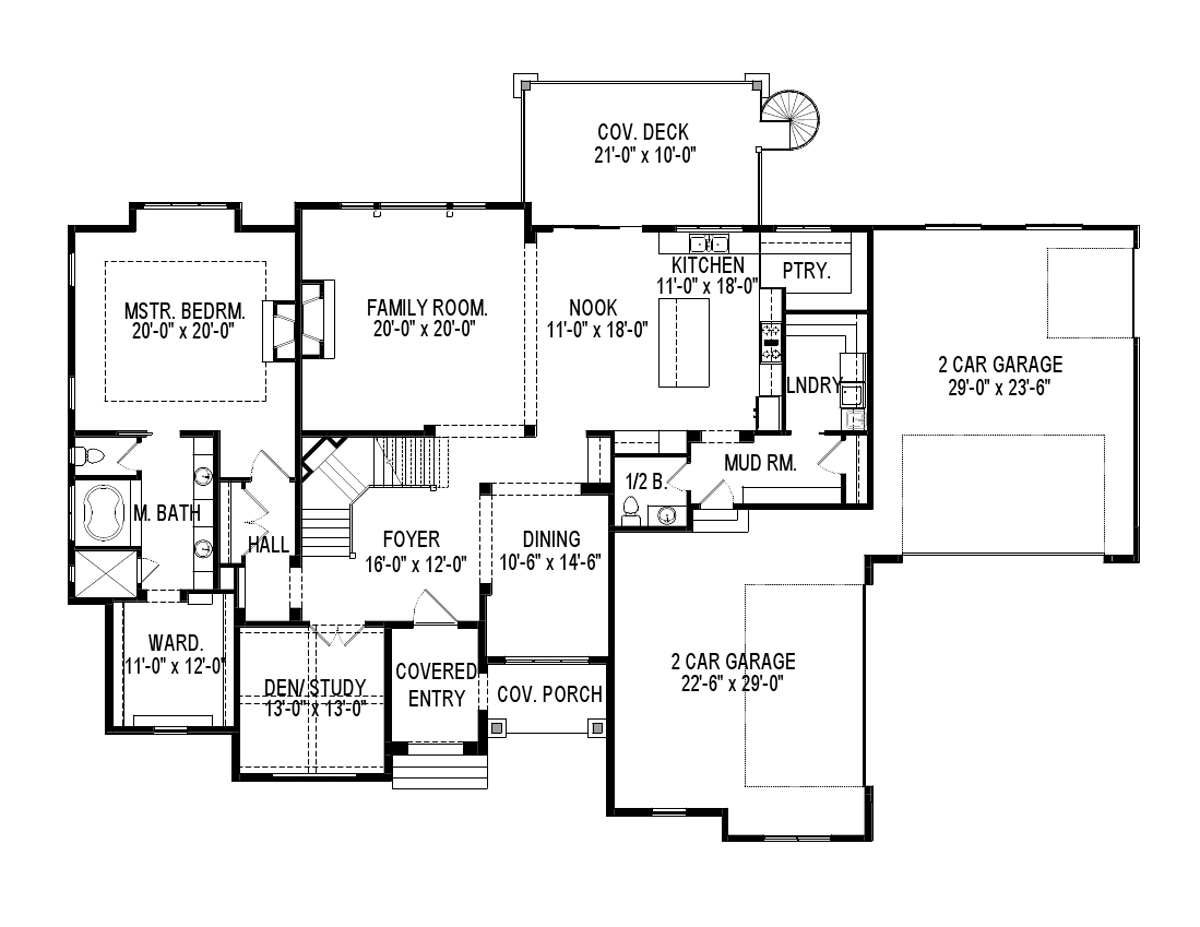 COV. DECK
21'-0" x 10'-0"
KITCHEN
11'-0" x 18'-0"
PTRY.
MSTR. BEDRM.
20'-0" x 20'-0"
FAMILY ROOM.
20'-0" x 20'-0"
NOOK
11'-0" x 18'-0"
2 CAR GARAGE
29'-0" x 23'-6"
LNDRY
MUD RM.
1/2 B.
M. BATH
HALL
FOYER
16'-0" x 12'-0"
DINING
10'-6" x 14'-6"
WARD.
11'-0" x 12'-0"
DEN/ STUDY
13'-0" x 13'-0"
COVERED
ENTRY
COV. PORCH
2 CAR GARAGE
22'-6" x 29'-0"